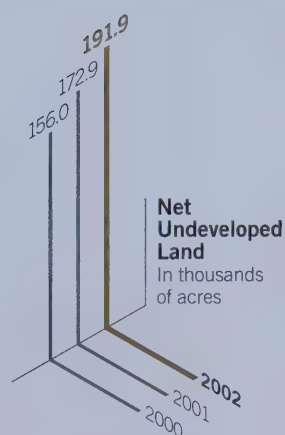 191.9
172.9
156.0
Net
Undeveloped
Land
In thousands
of acres
2002
2001
2000